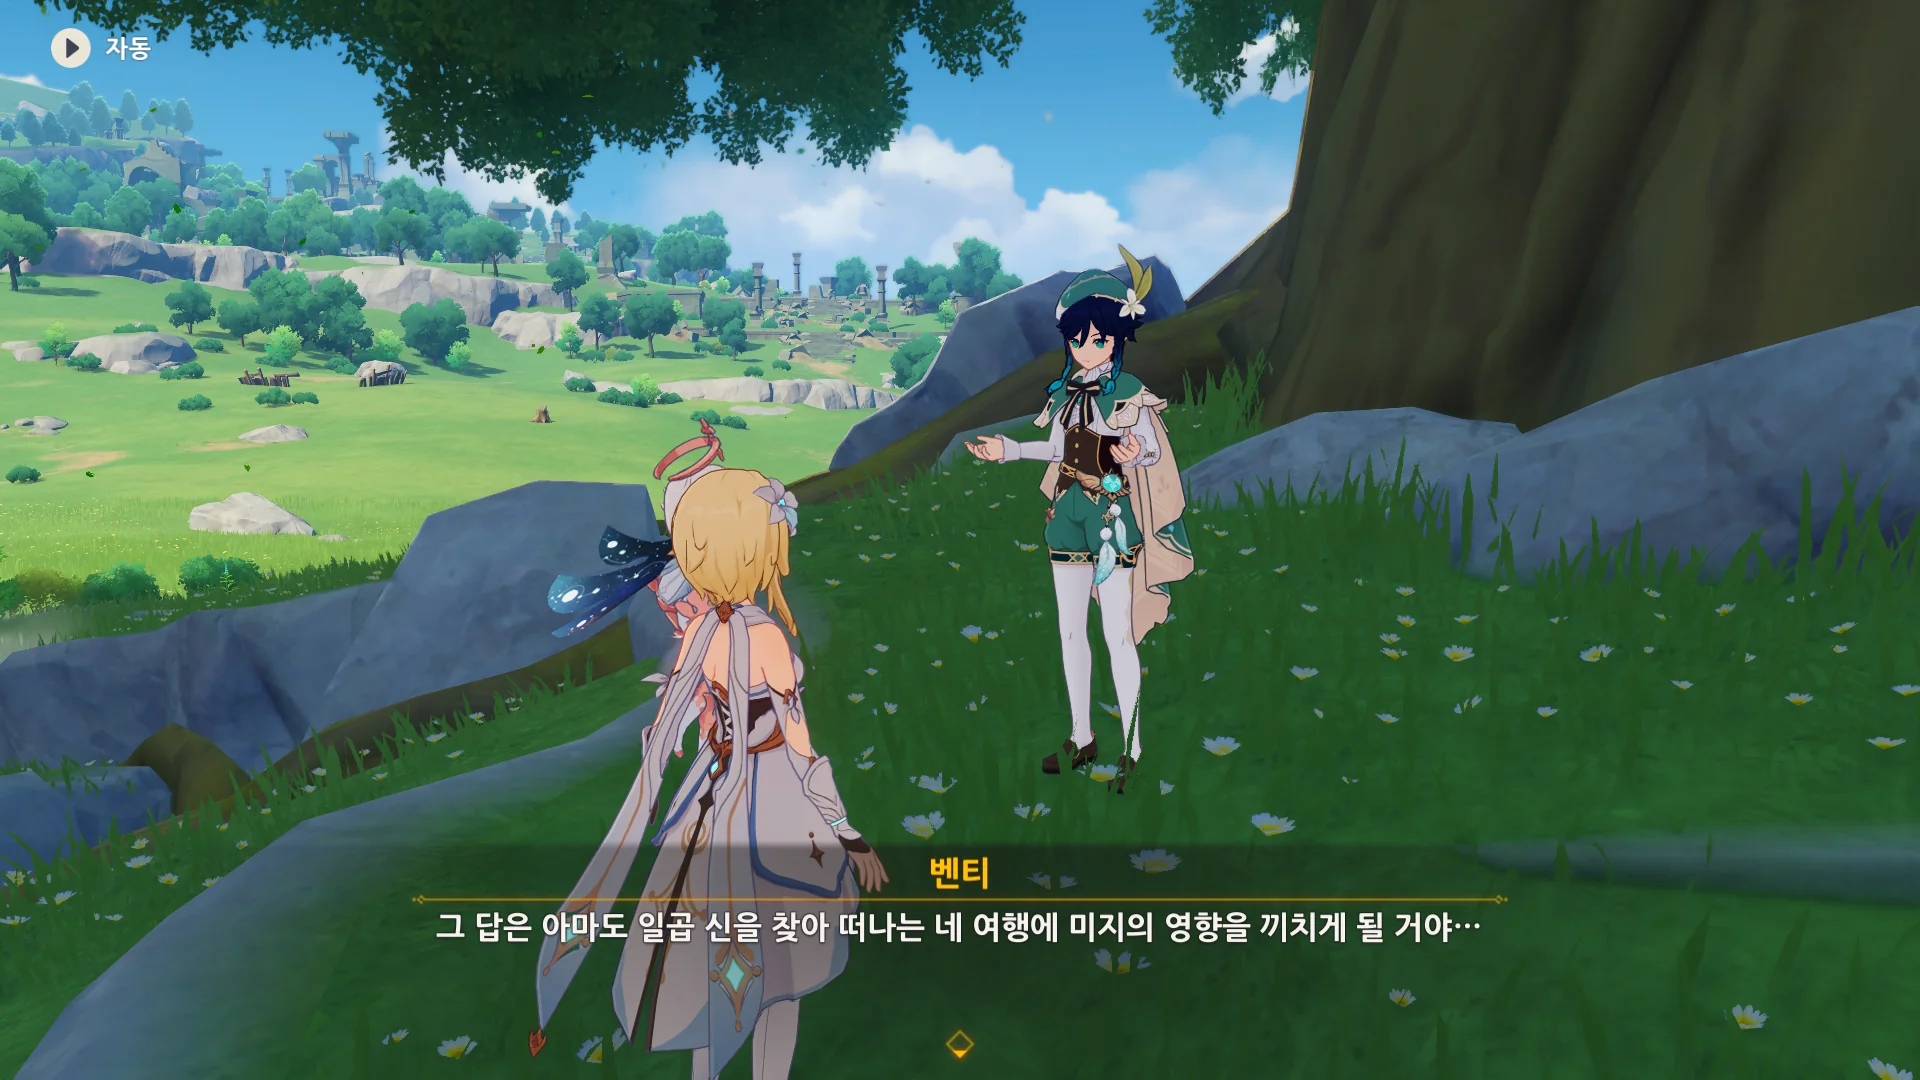 자동
벤티
그 답은 아마도 일곱 신을 찾아 떠나는 네 여행에 미지의 영향을 끼치게 될 거야…